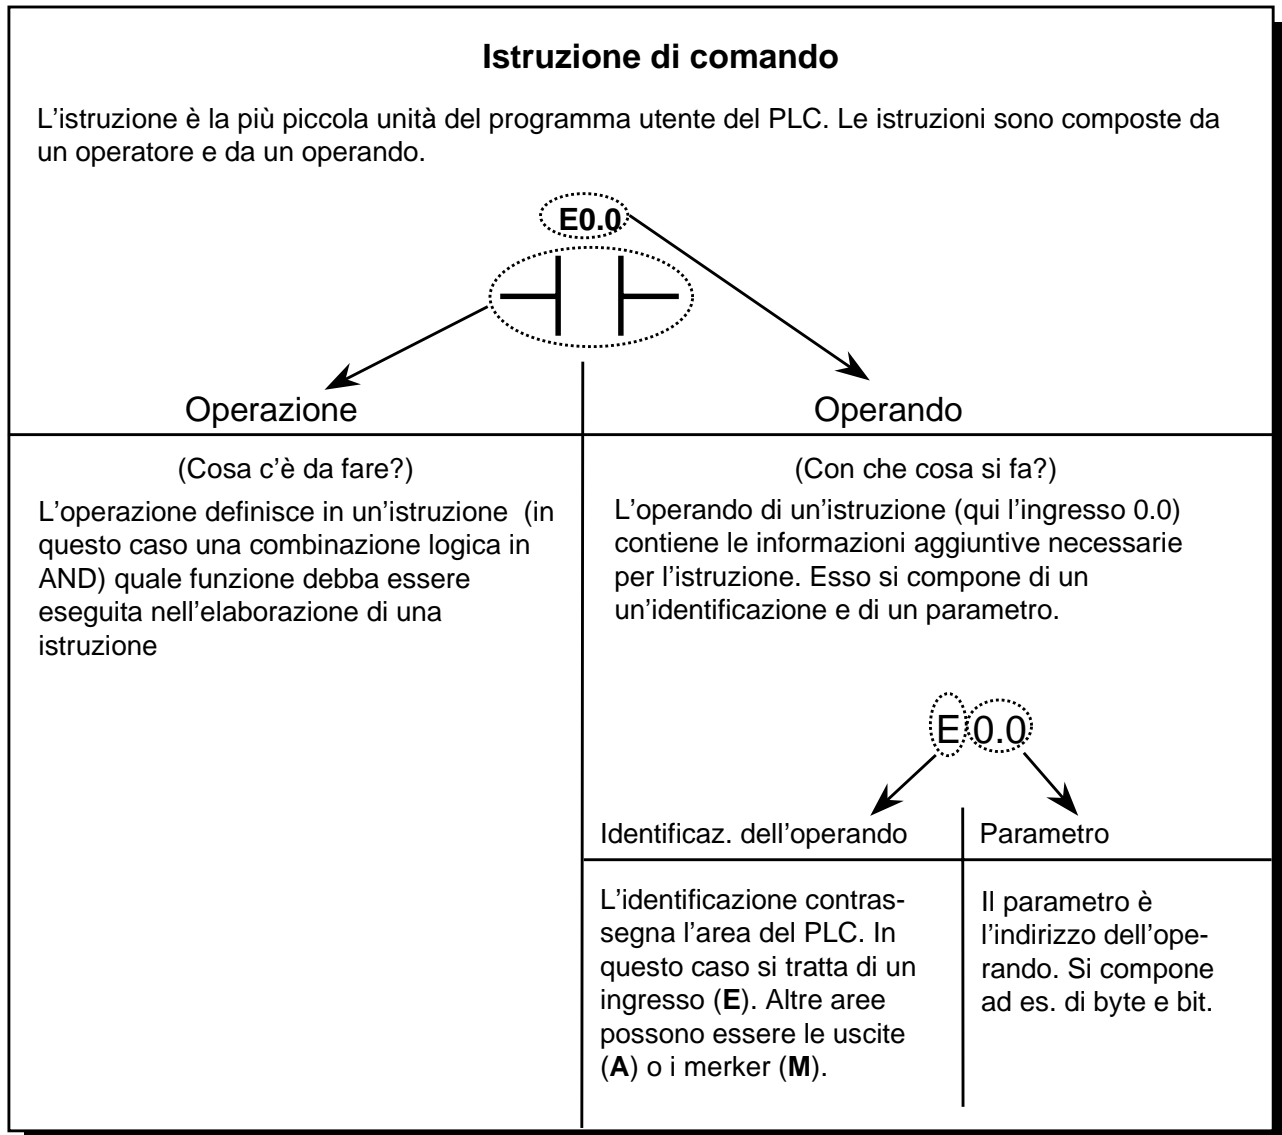 Istruzione di comando
L'istruzione è la più piccola unità del programma utente del PLC. Le istruzioni sono composte da
un operatore e da un operando.
E0.0
Operazione
Operando
(Cosa c'è da fare?)
L'operazione definisce in un'istruzione (in
questo caso una combinazione logica in
AND) quale funzione debba essere
eseguita nell'elaborazione di una
istruzione
(Con che cosa si fa?)
L'operando di un'istruzione (qui l'ingresso 0.0)
contiene le informazioni aggiuntive necessarie
per l'istruzione. Esso si compone di un
un'identificazione e di un parametro.
E 0.0
Identificaz. dell'operando
Parametro
L'identificazione contras-
segna l'area del PLC. In
questo caso si tratta di un
ingresso (E). Altre aree
possono essere le uscite
(A) o i merker (M).
Il parametro è
l'indirizzo dell'ope-
rando. Si compone
ad es. di byte e bit.